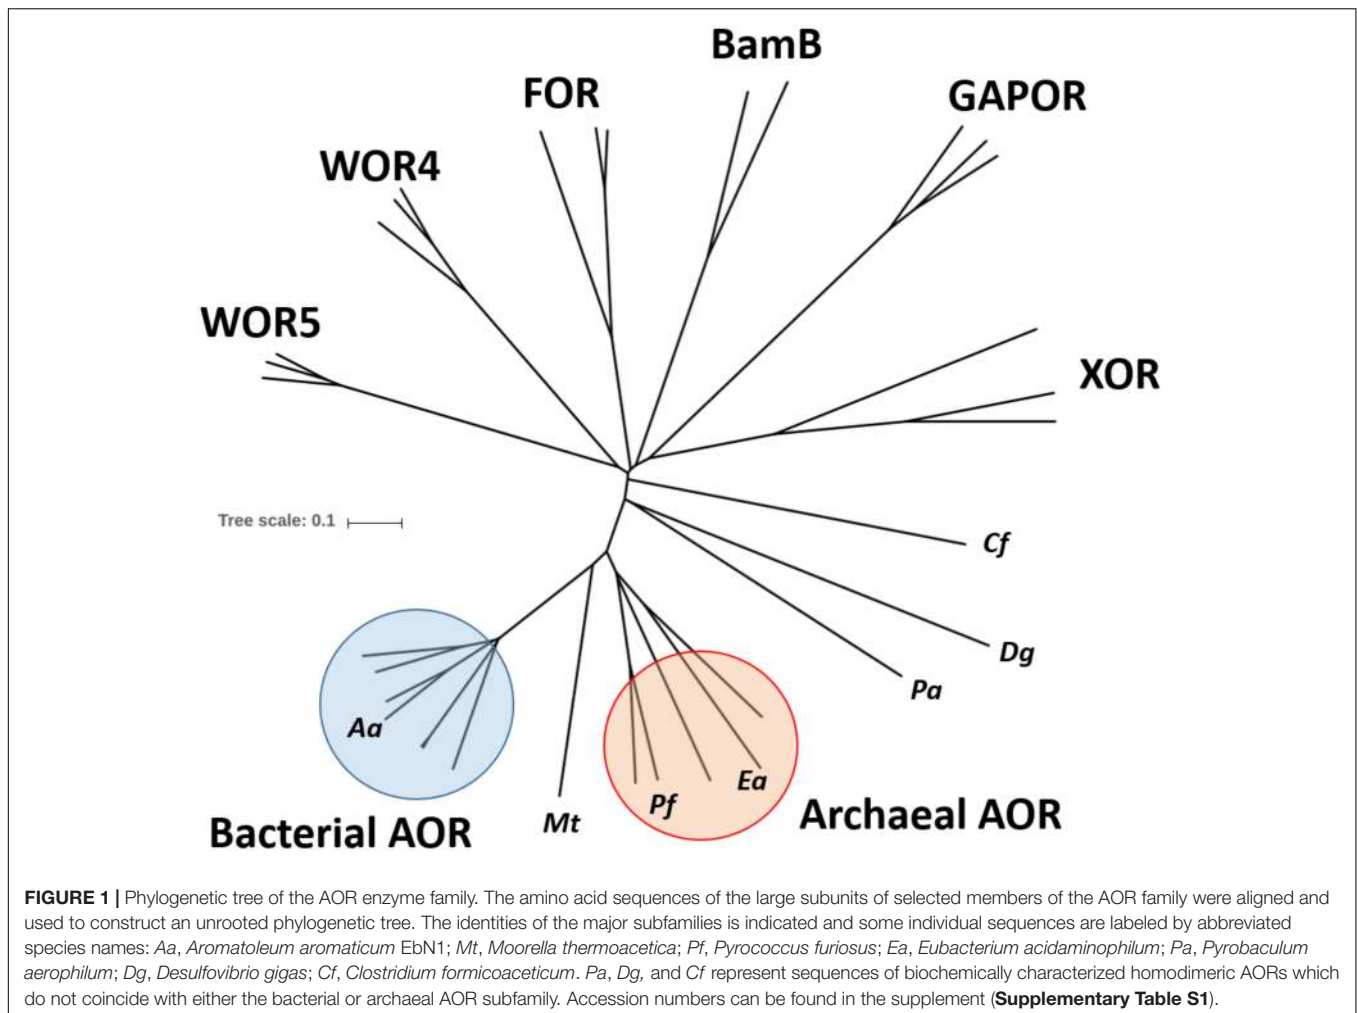 BamB
FOR
GAPOR
WOR4
WOR5
XOR
Tree scale: 0.1
Cf
Dg
Pa
Aa
Ea
Pf
Mt
Archaeal AOR
Bacterial AOR
FIGURE 1 | Phylogenetic tree of the AOR enzyme family. The amino acid sequences of the large subunits of selected members of the AOR family were aligned and
used to construct an unrooted phylogenetic tree. The identities of the major subfamilies is indicated and some individual sequences are labeled by abbreviated
species names: Aa, Aromatoleum aromaticum EbN1; Mt, Moorella thermoacetica; Pf, Pyrococcus furiosus; Ea, Eubacterium acidaminophilum; Pa, Pyrobaculum
aerophilum; Dg, Desulfovibrio gigas; Cf, Clostridium formicoaceticum. Pa, Dg, and Cf represent sequences of biochemically characterized homodimeric AORs which
do not coincide with either the bacterial or archaeal AOR subfamily. Accession numbers can be found in the supplement (Supplementary Table S1).